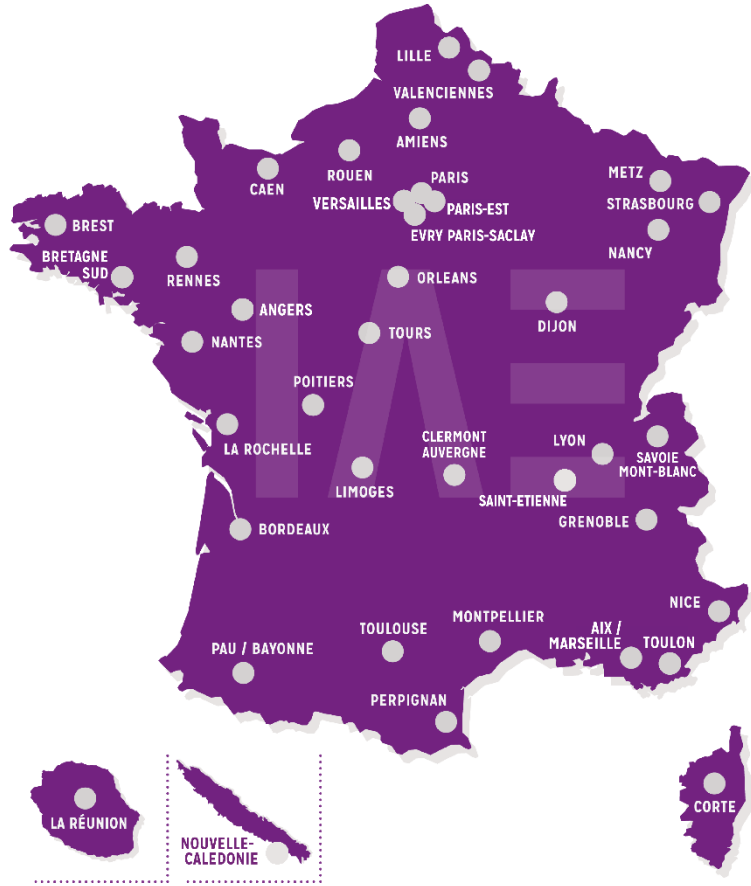 LILLE
VALENCIENNES
AMIENS
ROUEN
CAEN
PARIS
VERSAILLES
PARIS-EST
EVRY PARIS-SACLAY
METZ
STRASBOURG
NANCY
BREST
BRETAGNE
SUD
RENNES
ORLEANS
ANGERS
DIJON
NANTES
TOURS
IAE
POITIERS
LA ROCHELLE
CLERMONT
AUVERGNE
LYON
SAVOIE
MONT-BLANC
LIMOGES
SAINT-ETIENNE
GRENOBLE
BORDEAUX
NICE
MONTPELLIER
TOULOUSE
AIX /
MARSEILLE
TOULON
PAU / BAYONNE
PERPIGNAN
LA RÉUNION
NOUVELLE-
CALEDONIE
CORTE